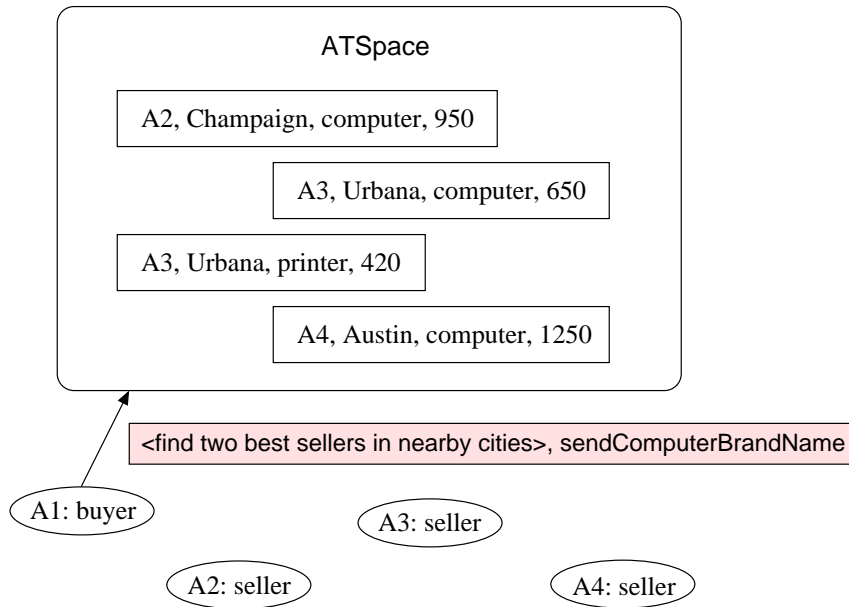 ATSpace
A2, Champaign, computer, 950
A3, Urbana, computer, 650
A3, Urbana, printer, 420
A4, Austin, computer, 1250
<find two best sellers in nearby cities>, sendComputerBrandName
A1: buyer
A3: seller
A2: seller
A4: seller